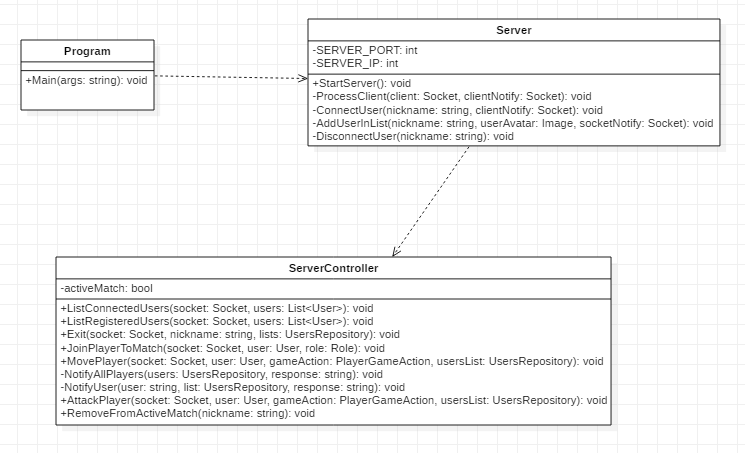 Program
+Main(args: string): void
Server
-SERVER_PORT: int
-SERVER_IP: int
+StartServer(): void
-ProcessClient(client: Socket, clientNotify: Socket): void
-ConnectUser(nickname: string, clientNotify: Socket): void
-AddUserInList(nickname: string, userAvatar: Image, socketNotify: Socket): void
-DisconnectUser(nickname: string): void
ServerController
-activeMatch: bool
+ListConnectedUsers(socket: Socket, users: List<User>): void
+ListRegisteredUsers(socket: Socket, users: List<User>): void
+Exit(socket: Socket, nickname: string, lists: UsersRepository): void
+JoinPlayerToMatch(socket: Socket, user: User, role: Role): void
+MovePlayer(socket: Socket, user: User, gameAction: PlayerGameAction, usersList: UsersRepository): void
-NotifyAllPlayers(users: UsersRepository, response: string): void
-NotifyUser(user: string, list: UsersRepository, response: string): void
+AttackPlayer(socket: Socket, user: User, gameAction: PlayerGameAction, usersList: UsersRepository): void
+RemoveFromActiveMatch(nickname: string): void